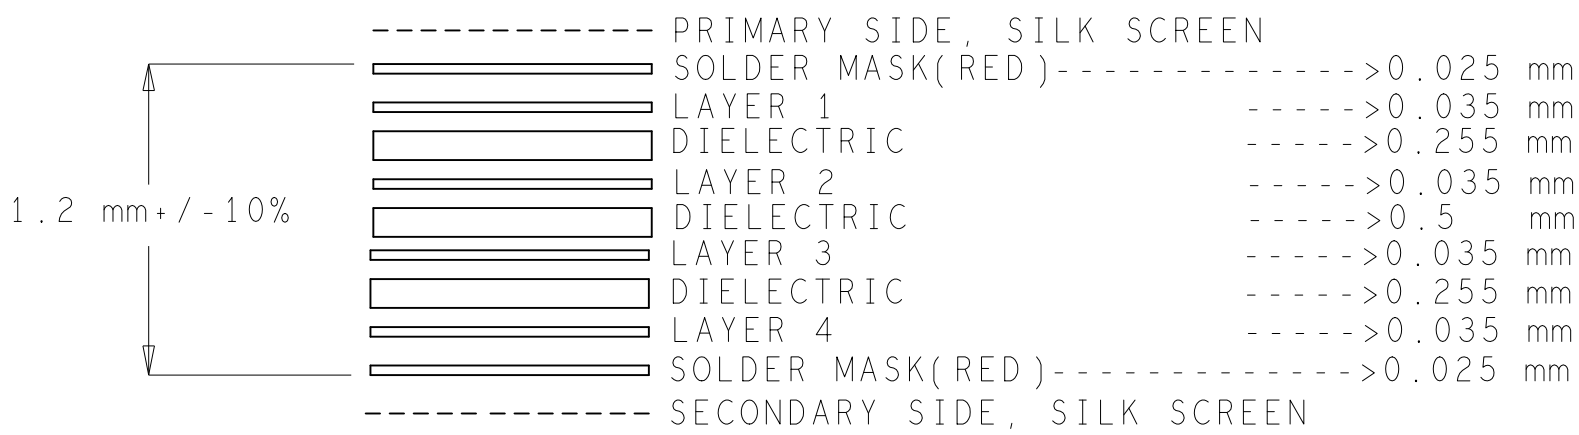 PRIMARY SIDE, SILK SCREEN
SOLDER MASK(RED)------------->0.025 mm
LAYER 1 ----->0.035 mm
DIELECTRIC ----->0.255 mm
LAYER 2 ----->0.035 mm
1.2 mm+/-10%
DIELECTRIC ----->0.5 mm
LAYER 3 ----->0.035 mm
DIELECTRIC ----->0.255 mm
LAYER 4 ----->0.035 mm
SOLDER MASK(RED)------------->0.025 mm
SECONDARY SIDE, SILK SCREEN